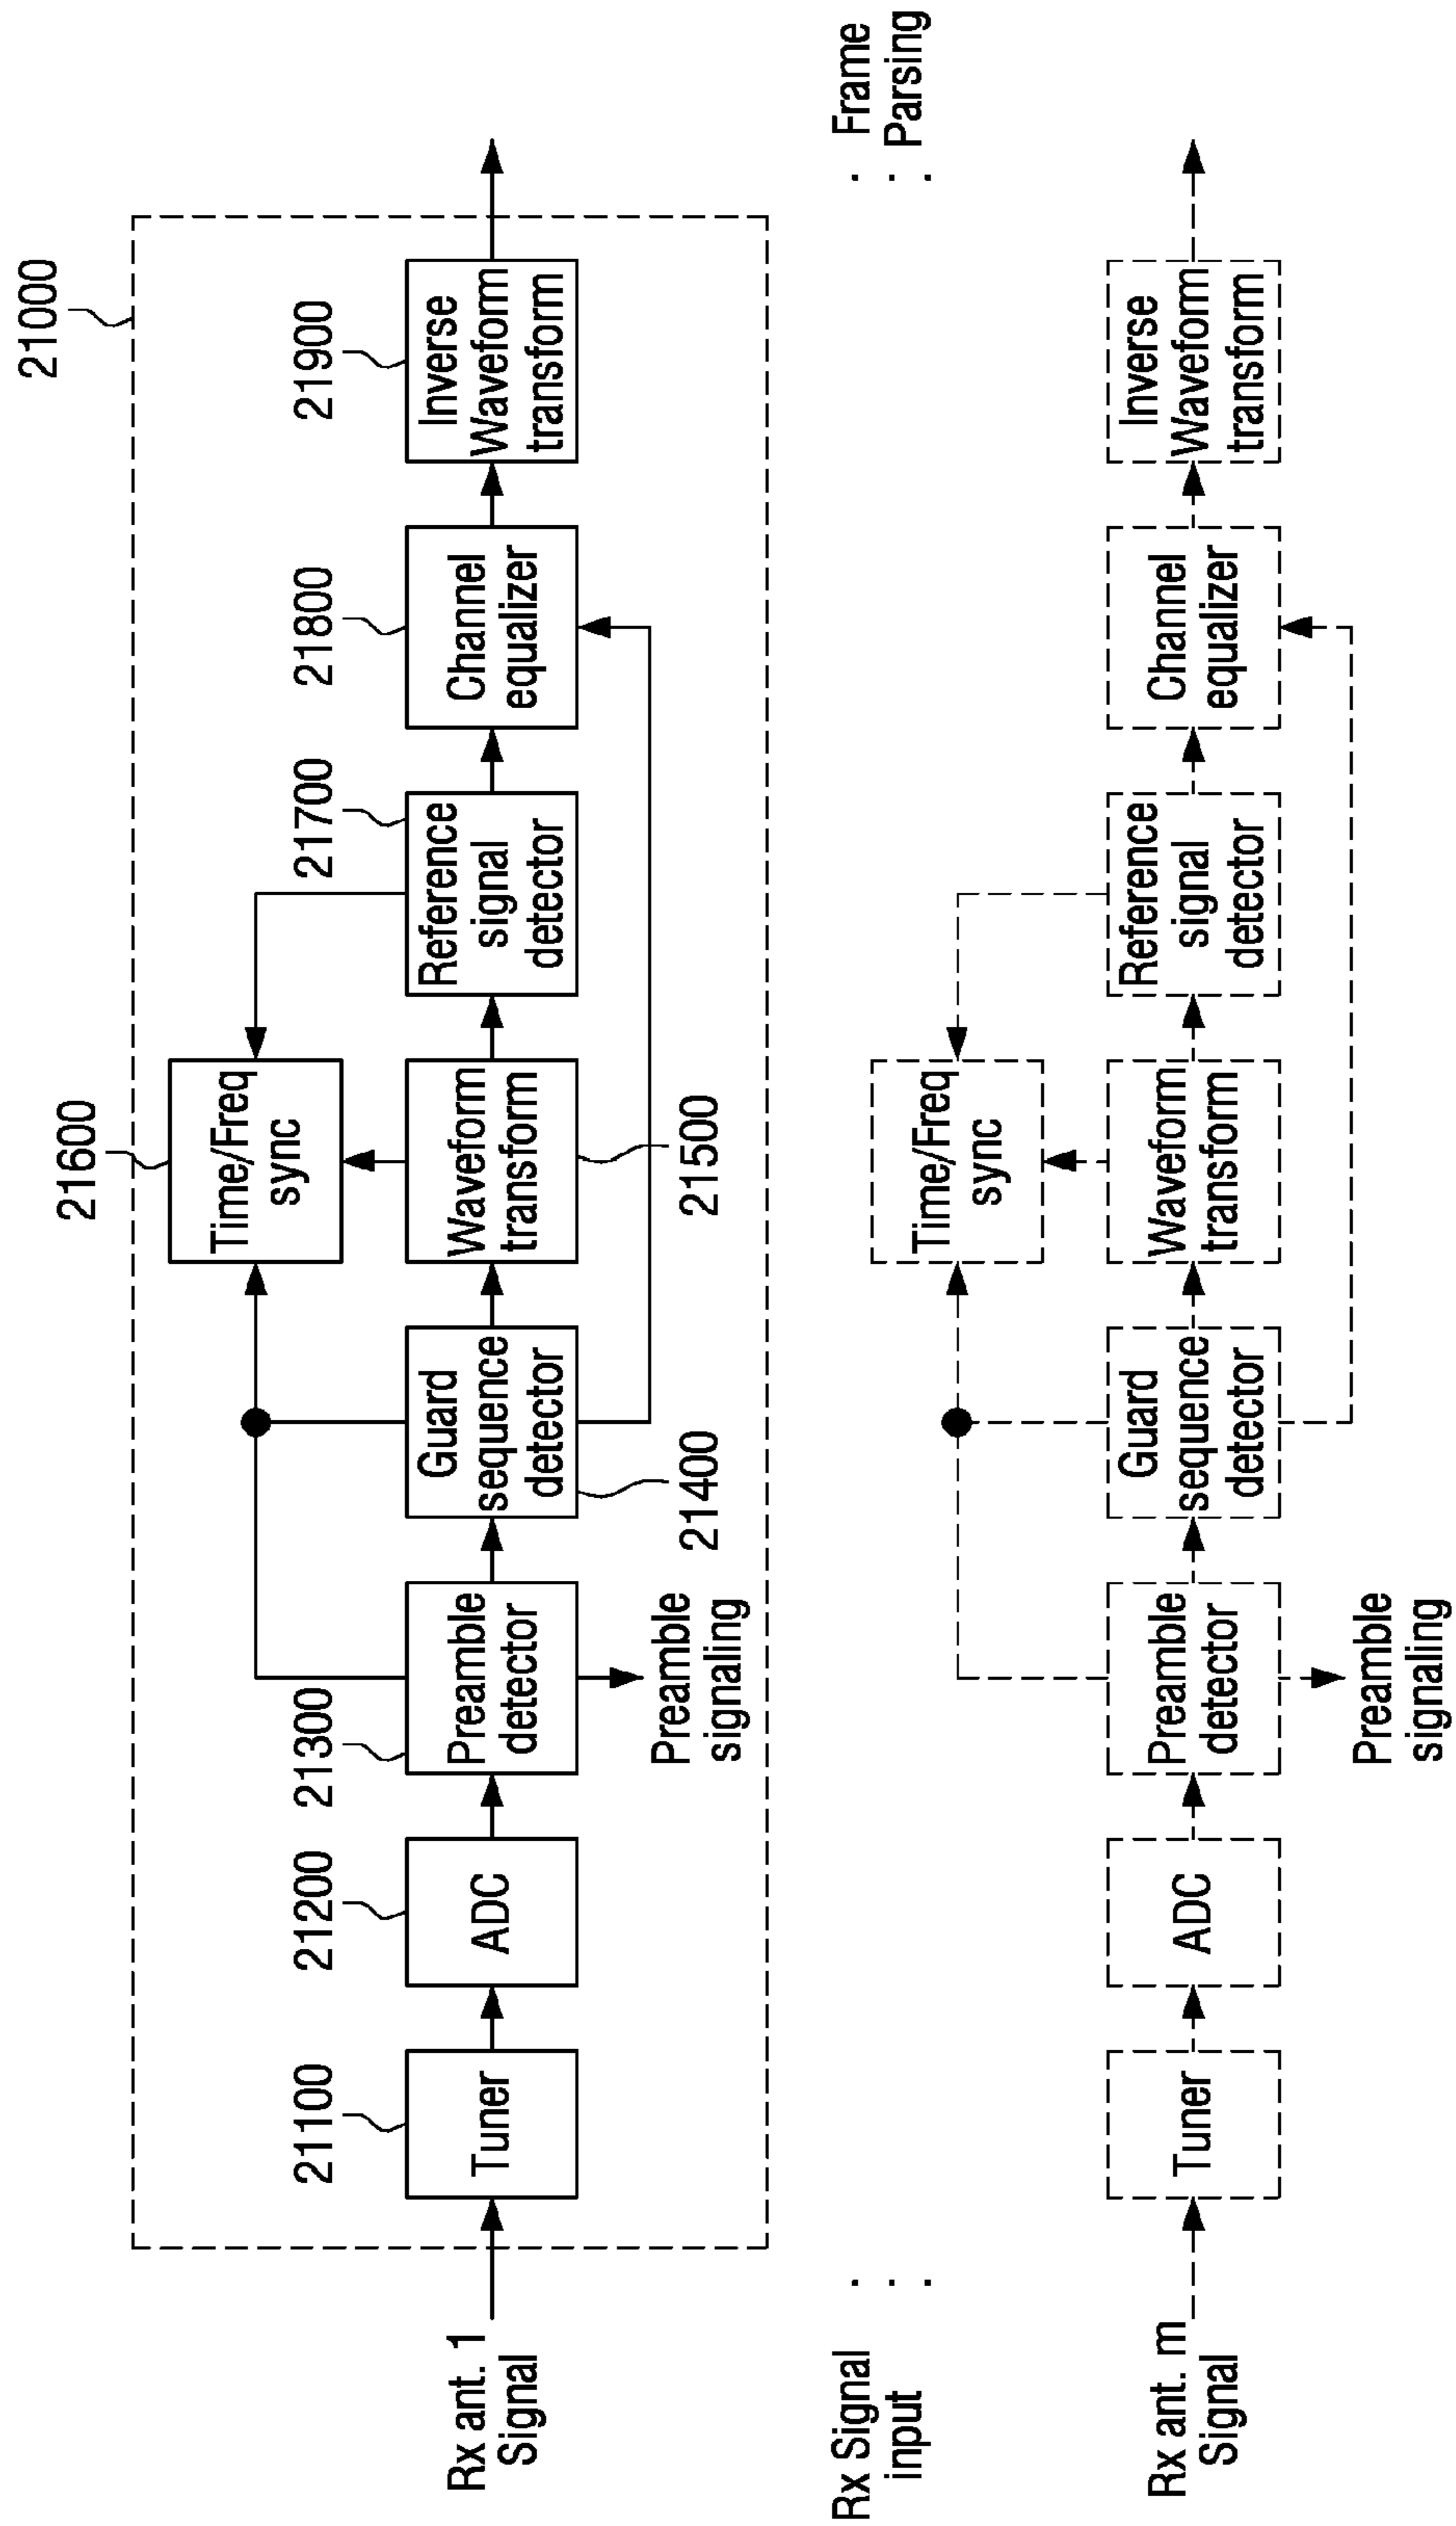 21000
21600
21100
21200
21300
21700
21800
21900
Time/Freq
sync
Rx ant. 1
Signal
Tuner
ADC
Preamble
detector
Guard
sequence
detector
Waveform
transform
Reference
signal
detector
Channel
equalizer
Inverse
Waveform
transform
Preamble
signaling
21400
21500
Rx Signal
input
Frame
Parsing
Time/Freq
sync
Rx ant. m
Signal
Tuner
ADC
Preamble
detector
Guard
sequence
detector
Waveform
transform
Reference
signal
detector
Channel
equalizer
Inverse
Waveform
transform
Preamble
signaling